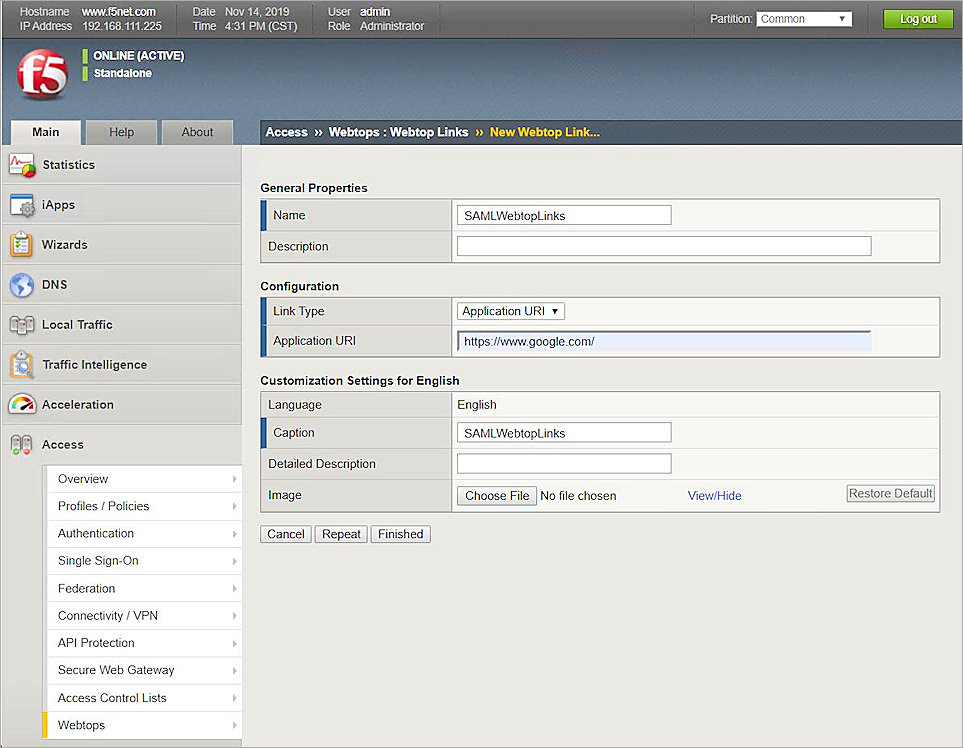 Hostname www.f5net.com Date Nov 14, 2019 User admin Partition: Common Log out
IP Address 192.168.111.225 Time 4:31 PM (CST) Role Administrator
f5
ONLINE (ACTIVE)
Standalone
Main Help About
Access ›› Webtops : Webtop Links ›› New Webtop Link...
Statistics
iApps
Wizards
DNS
Local Traffic
Traffic Intelligence
Acceleration
Access
Overview
Profiles / Policies
Authentication
Single Sign-On
Federation
Connectivity / VPN
API Protection
Secure Web Gateway
Access Control Lists
Webtops
General Properties
Name SAMLWebtopLinks
Description
Configuration
Link Type Application URI
Application URI https://www.google.com/
Customization Settings for English
Language English
Caption SAMLWebtopLinks
Detailed Description
Image Choose File No file chosen View/Hide Restore Default
Cancel Repeat Finished